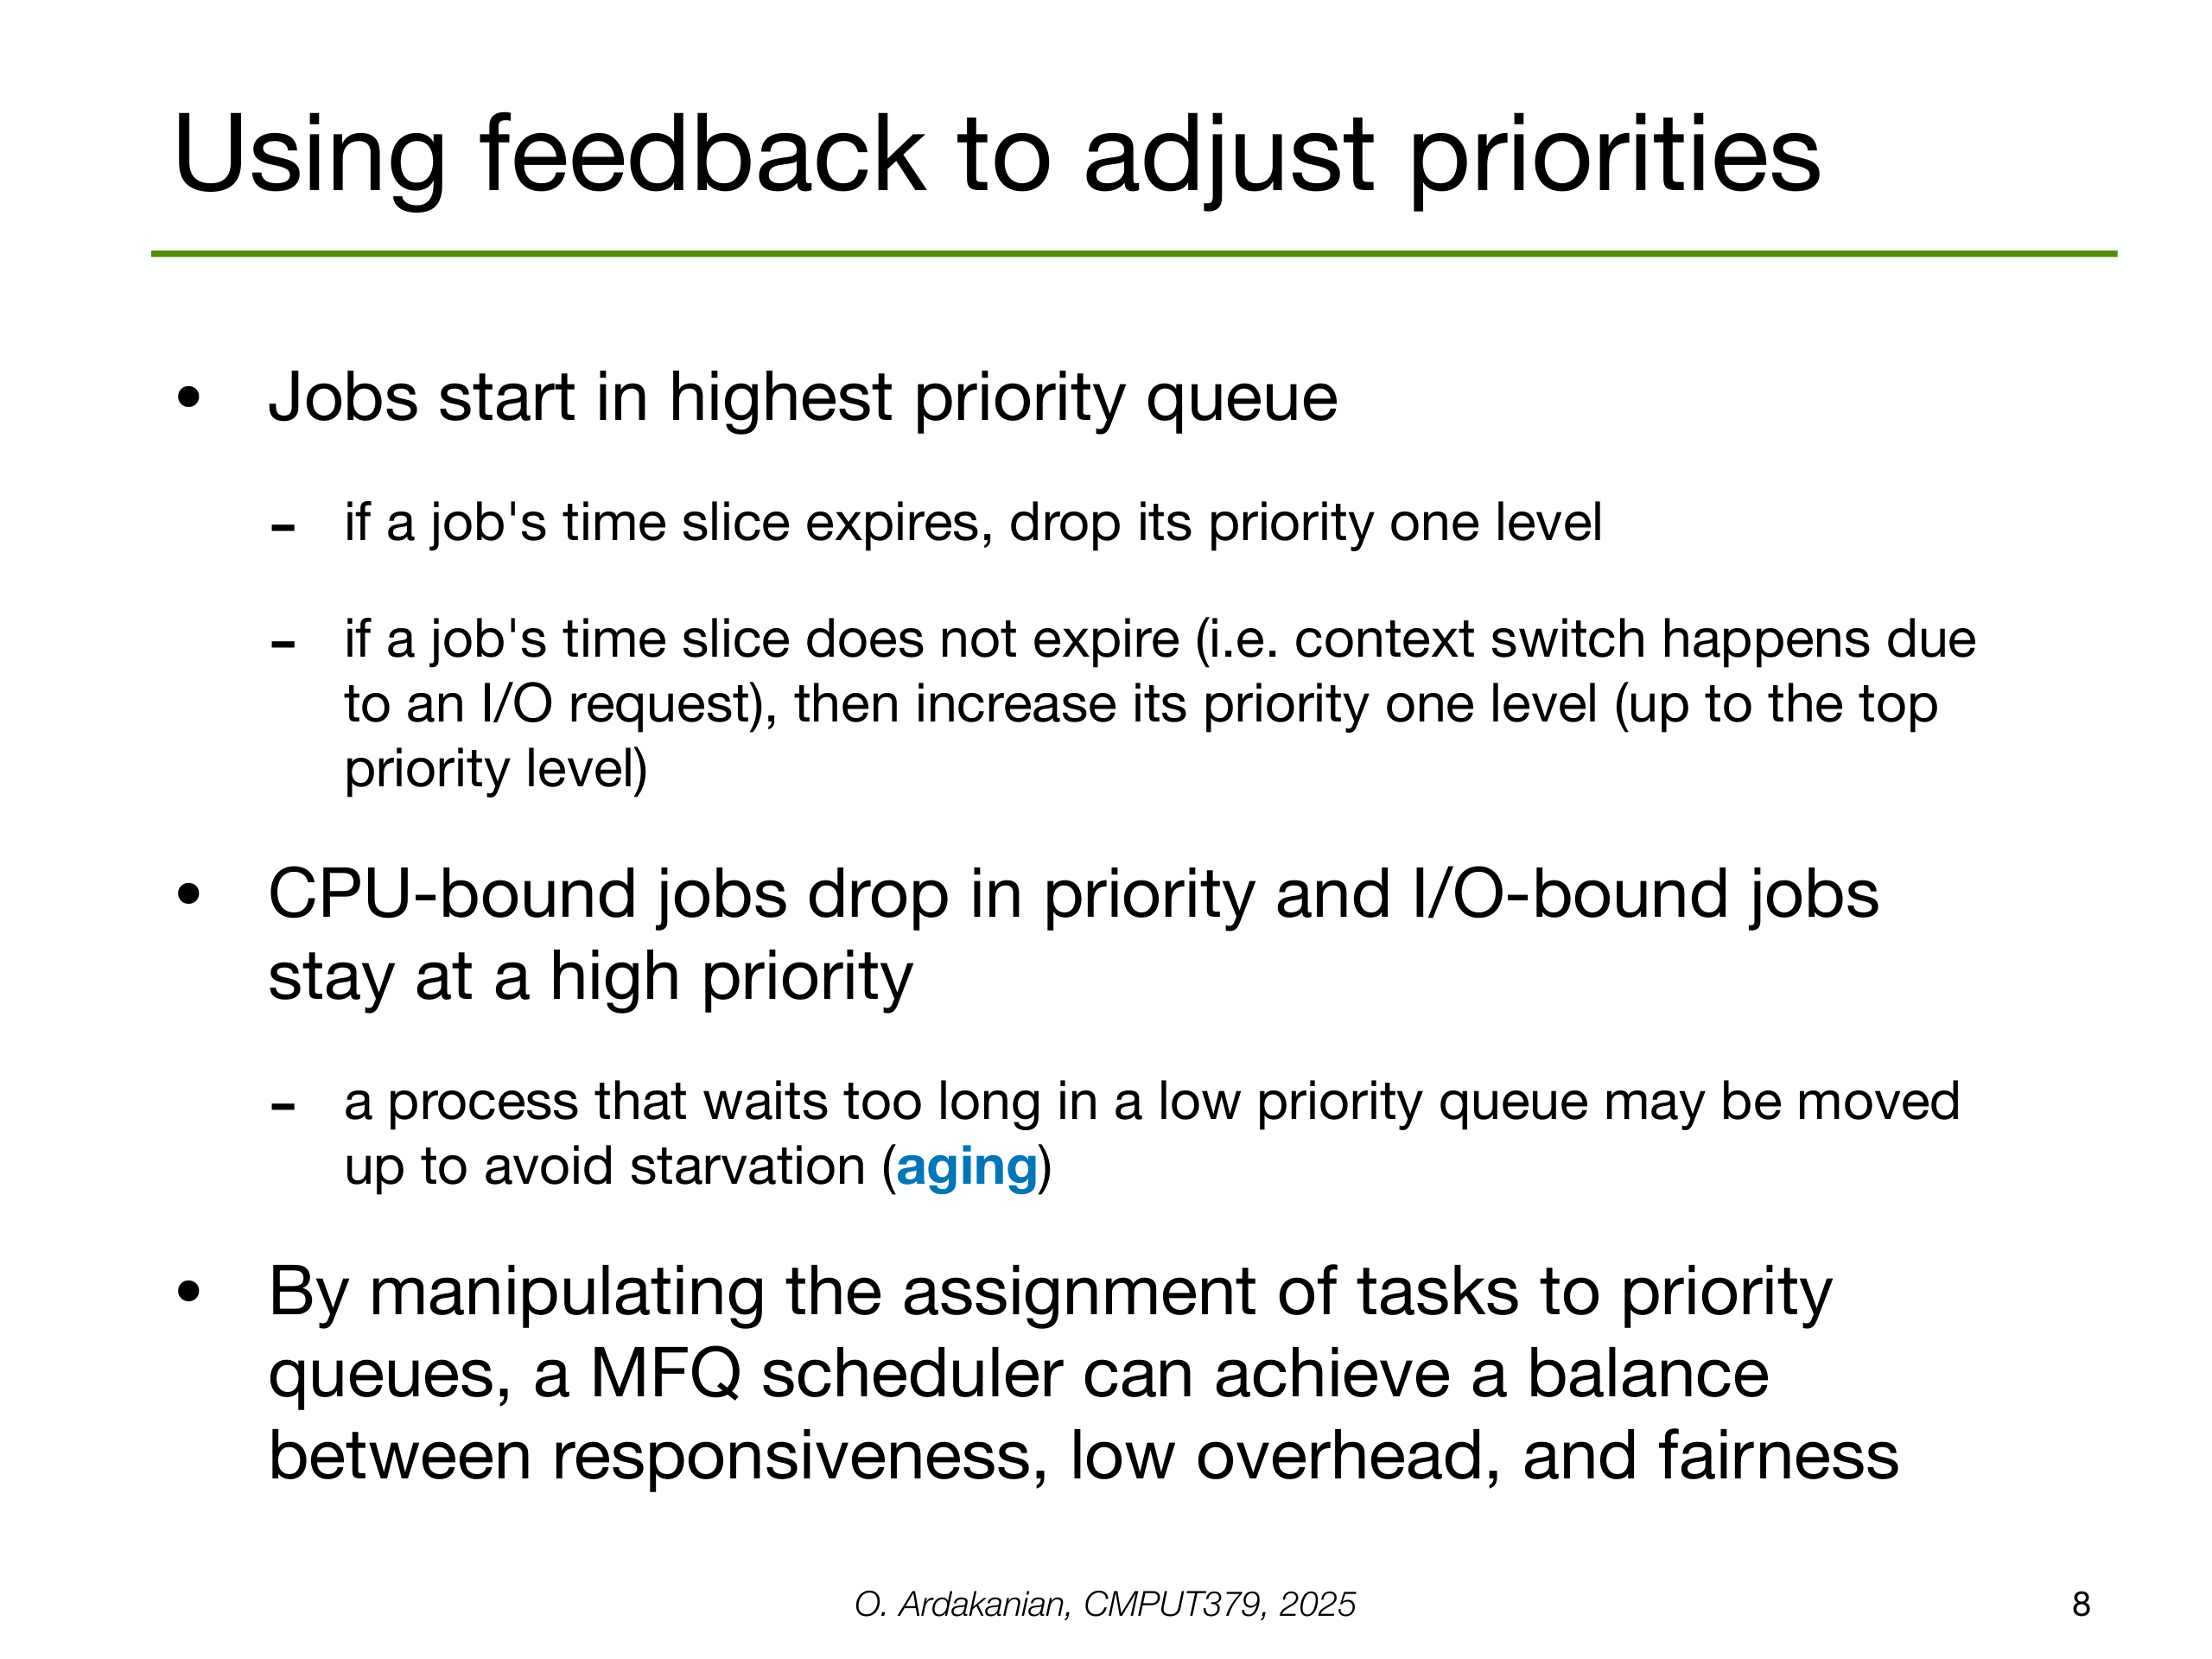 Using feedback to adjust priorities
• Jobs start in highest priority queue
- if a job's time slice expires, drop its priority one level
- if a job's time slice does not expire (i.e. context switch happens due
to an I/O request), then increase its priority one level (up to the top
priority level)
• CPU-bound jobs drop in priority and I/O-bound jobs
stay at a high priority
- a process that waits too long in a low priority queue may be moved
up to avoid starvation (aging)
• By manipulating the assignment of tasks to priority
queues, a MFQ scheduler can achieve a balance
between responsiveness, low overhead, and fairness
O. Ardakanian, CMPUT379, 2025
8